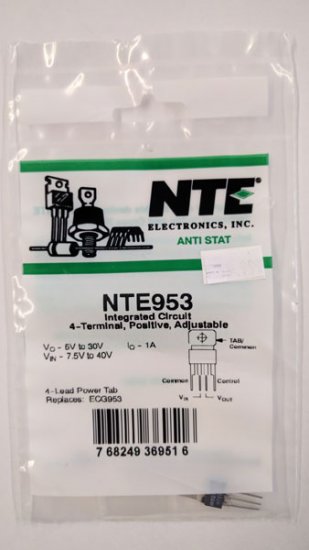 NTE
ELECTRONICS, INC.
ANTI STAT
NTE953
Integrated Circuit
4-Terminal, Positive, Adjustable
VO - 5V to 30V IO - 1A
VIN - 7.5V to 40V
TAB/
Common
Common Control
VIN VOUT
4-Lead Power Tab
Replaces: ECG953
7 68249 36951 6